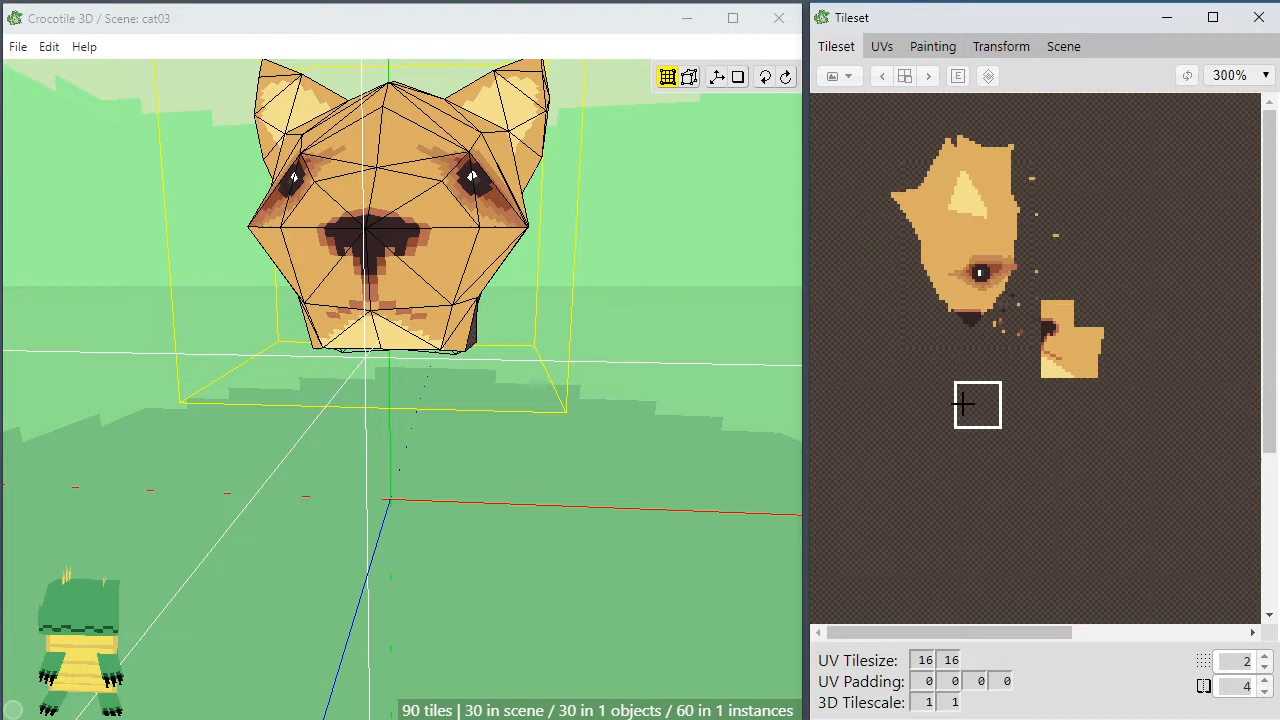 Crocotile 3D / Scene: cat03
File Edit Help
90 tiles | 30 in scene / 30 in 1 objects / 60 in 1 instances
Tileset
Tileset UVs Painting Transform Scene
E 300%
UV Tilesize: 16 16
UV Padding: 0 0 0 0
3D Tilescale: 1 1
2
4